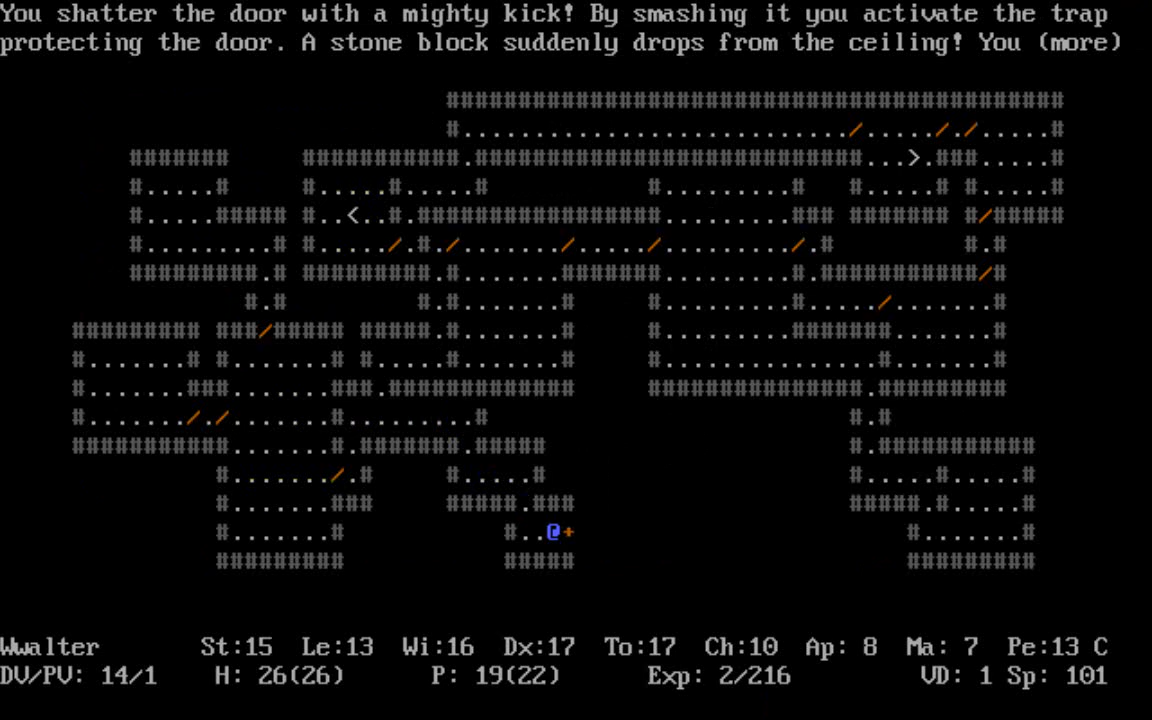 You shatter the door with a mighty kick! By smashing it you activate the trap
protecting the door. A stone block suddenly drops from the ceiling! You (more)
Wwalter St:15 Le:13 Wi:16 Dx:17 To:17 Ch:10 Ap: 8 Ma: 7 Pe:13 C
DV/PV: 14/1 H: 26(26) P: 19(22) Exp: 2/216 VD: 1 Sp: 101